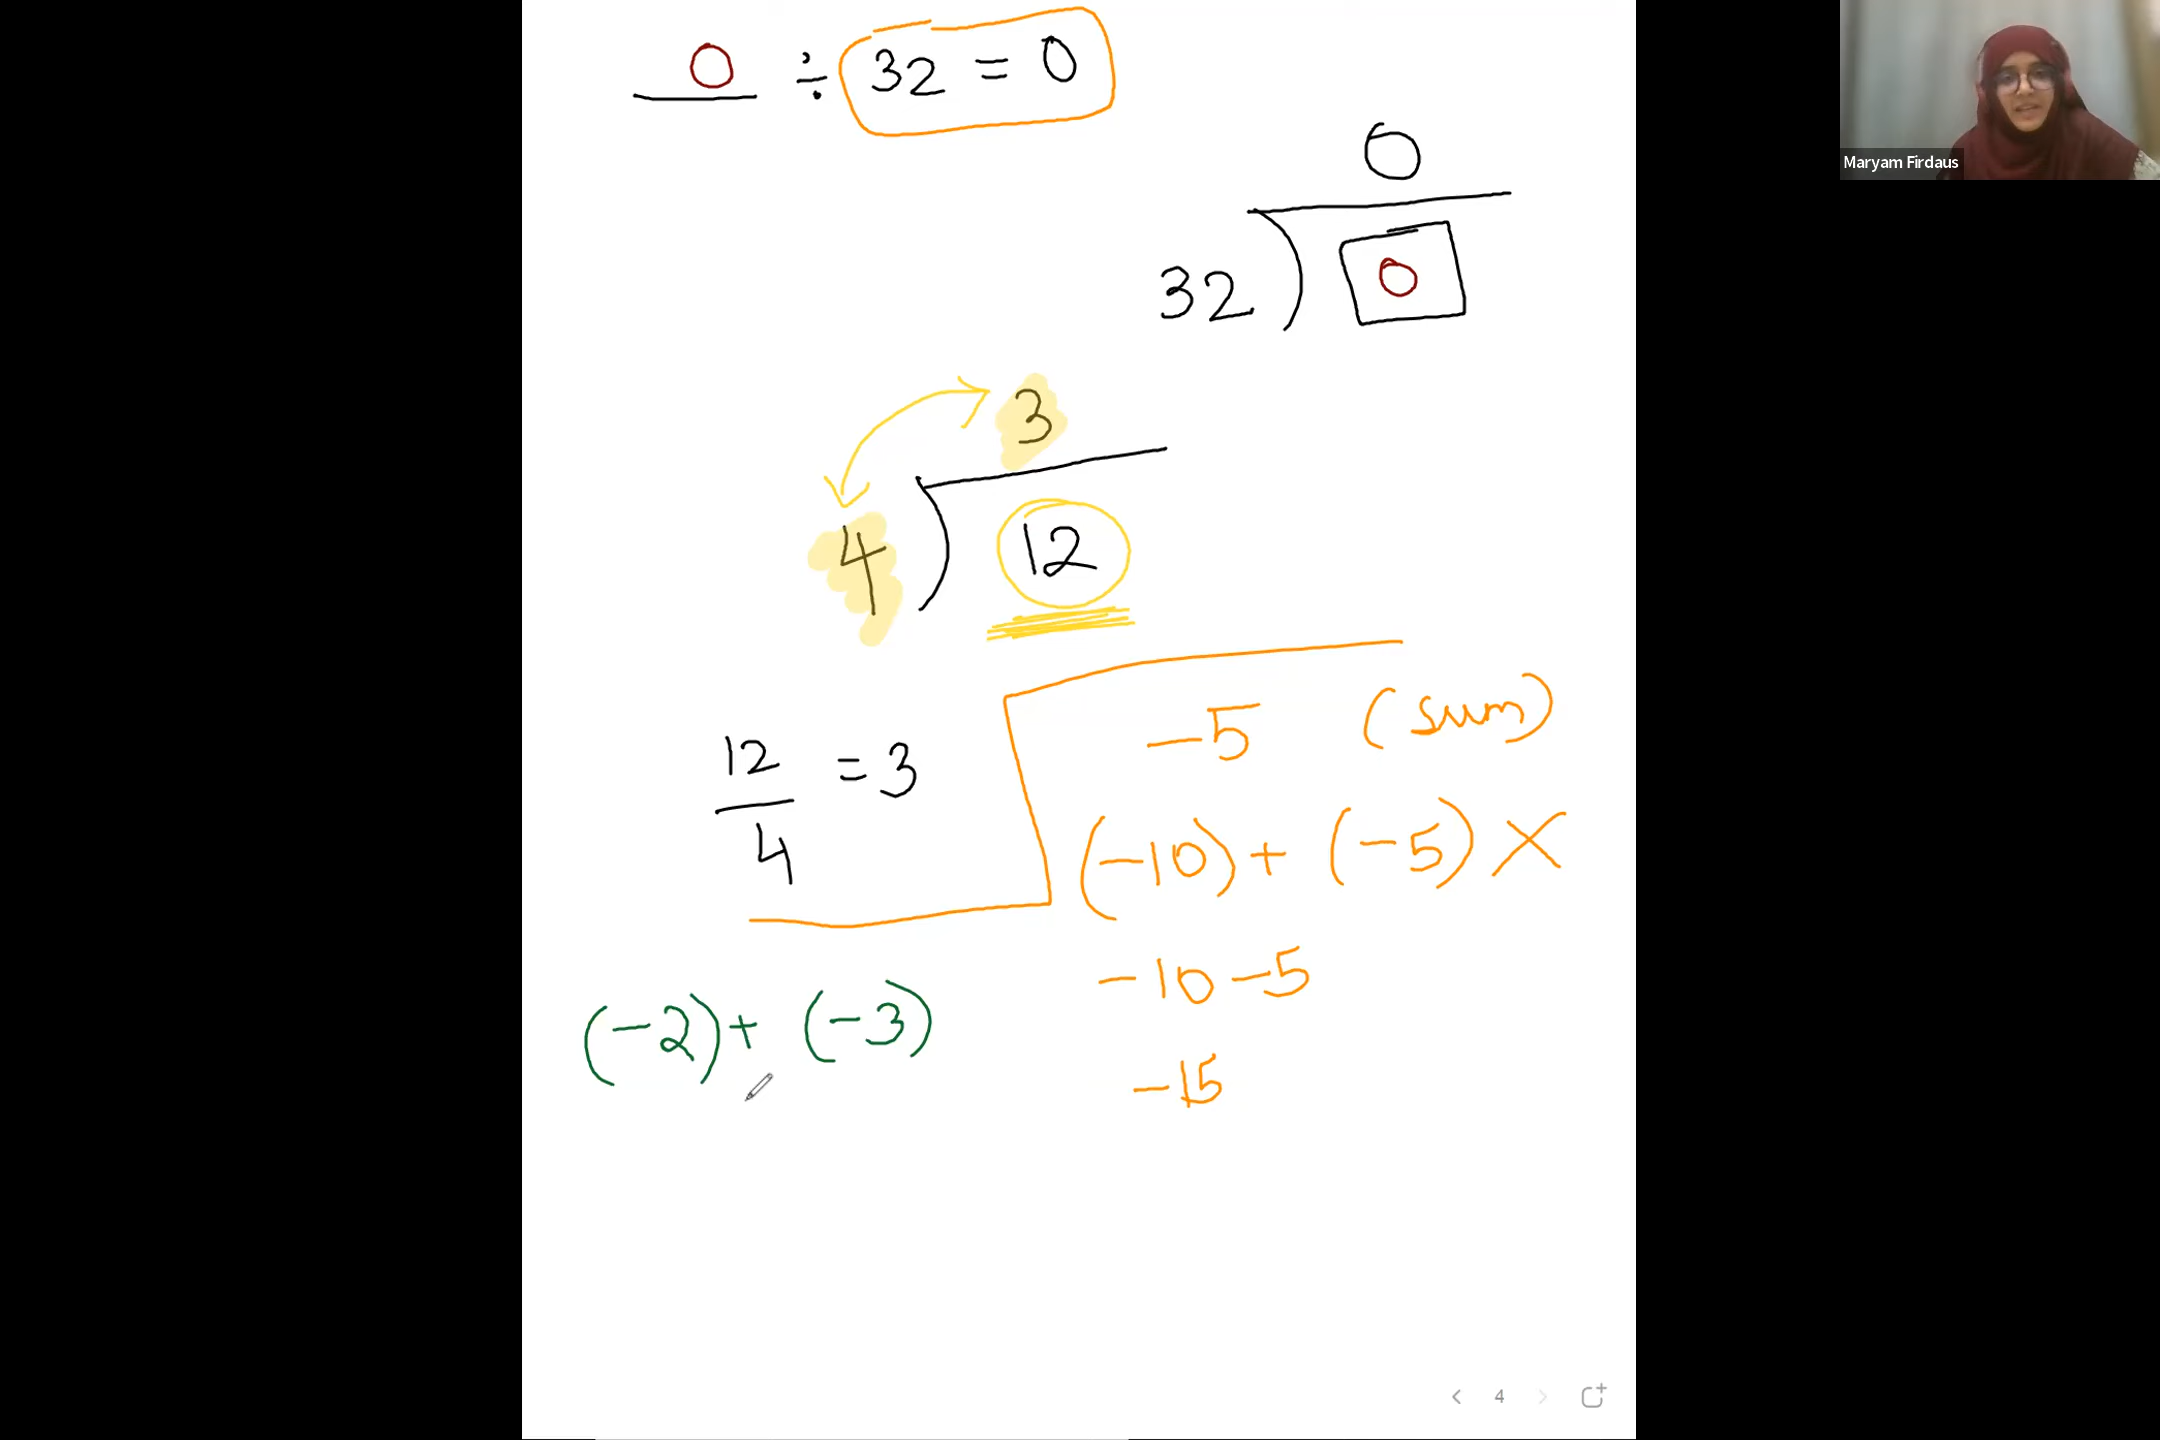 0 ÷ 32 = 0
Maryam Firdaus
0
32 ) 0
3
4 ) 12
-5 (sum)
12
= 3
4
(-10) + (-5) X
-10 -5
(-2) + (-3)
-15
< 4 >